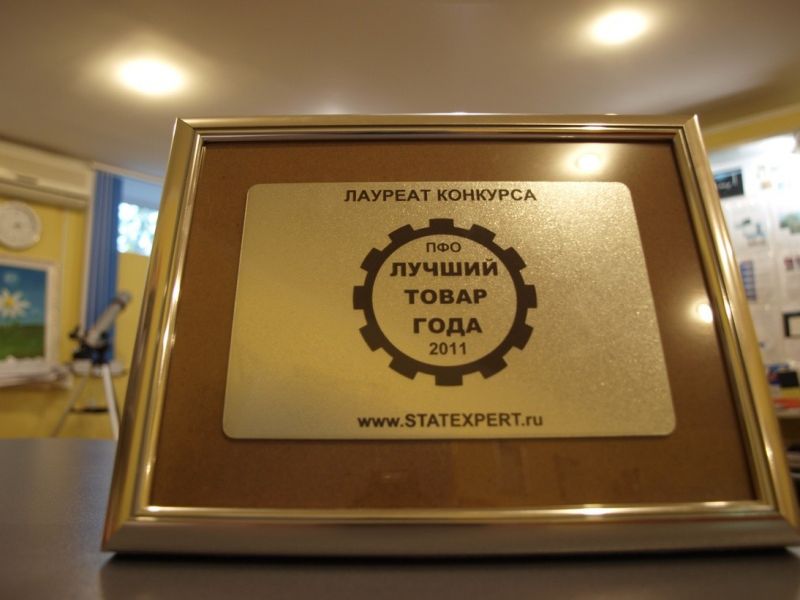 ЛАУРЕАТ КОНКУРСА
ПФО
ЛУЧШИЙ
ТОВАР
ГОДА
2011
www.STATEXPERT.ru